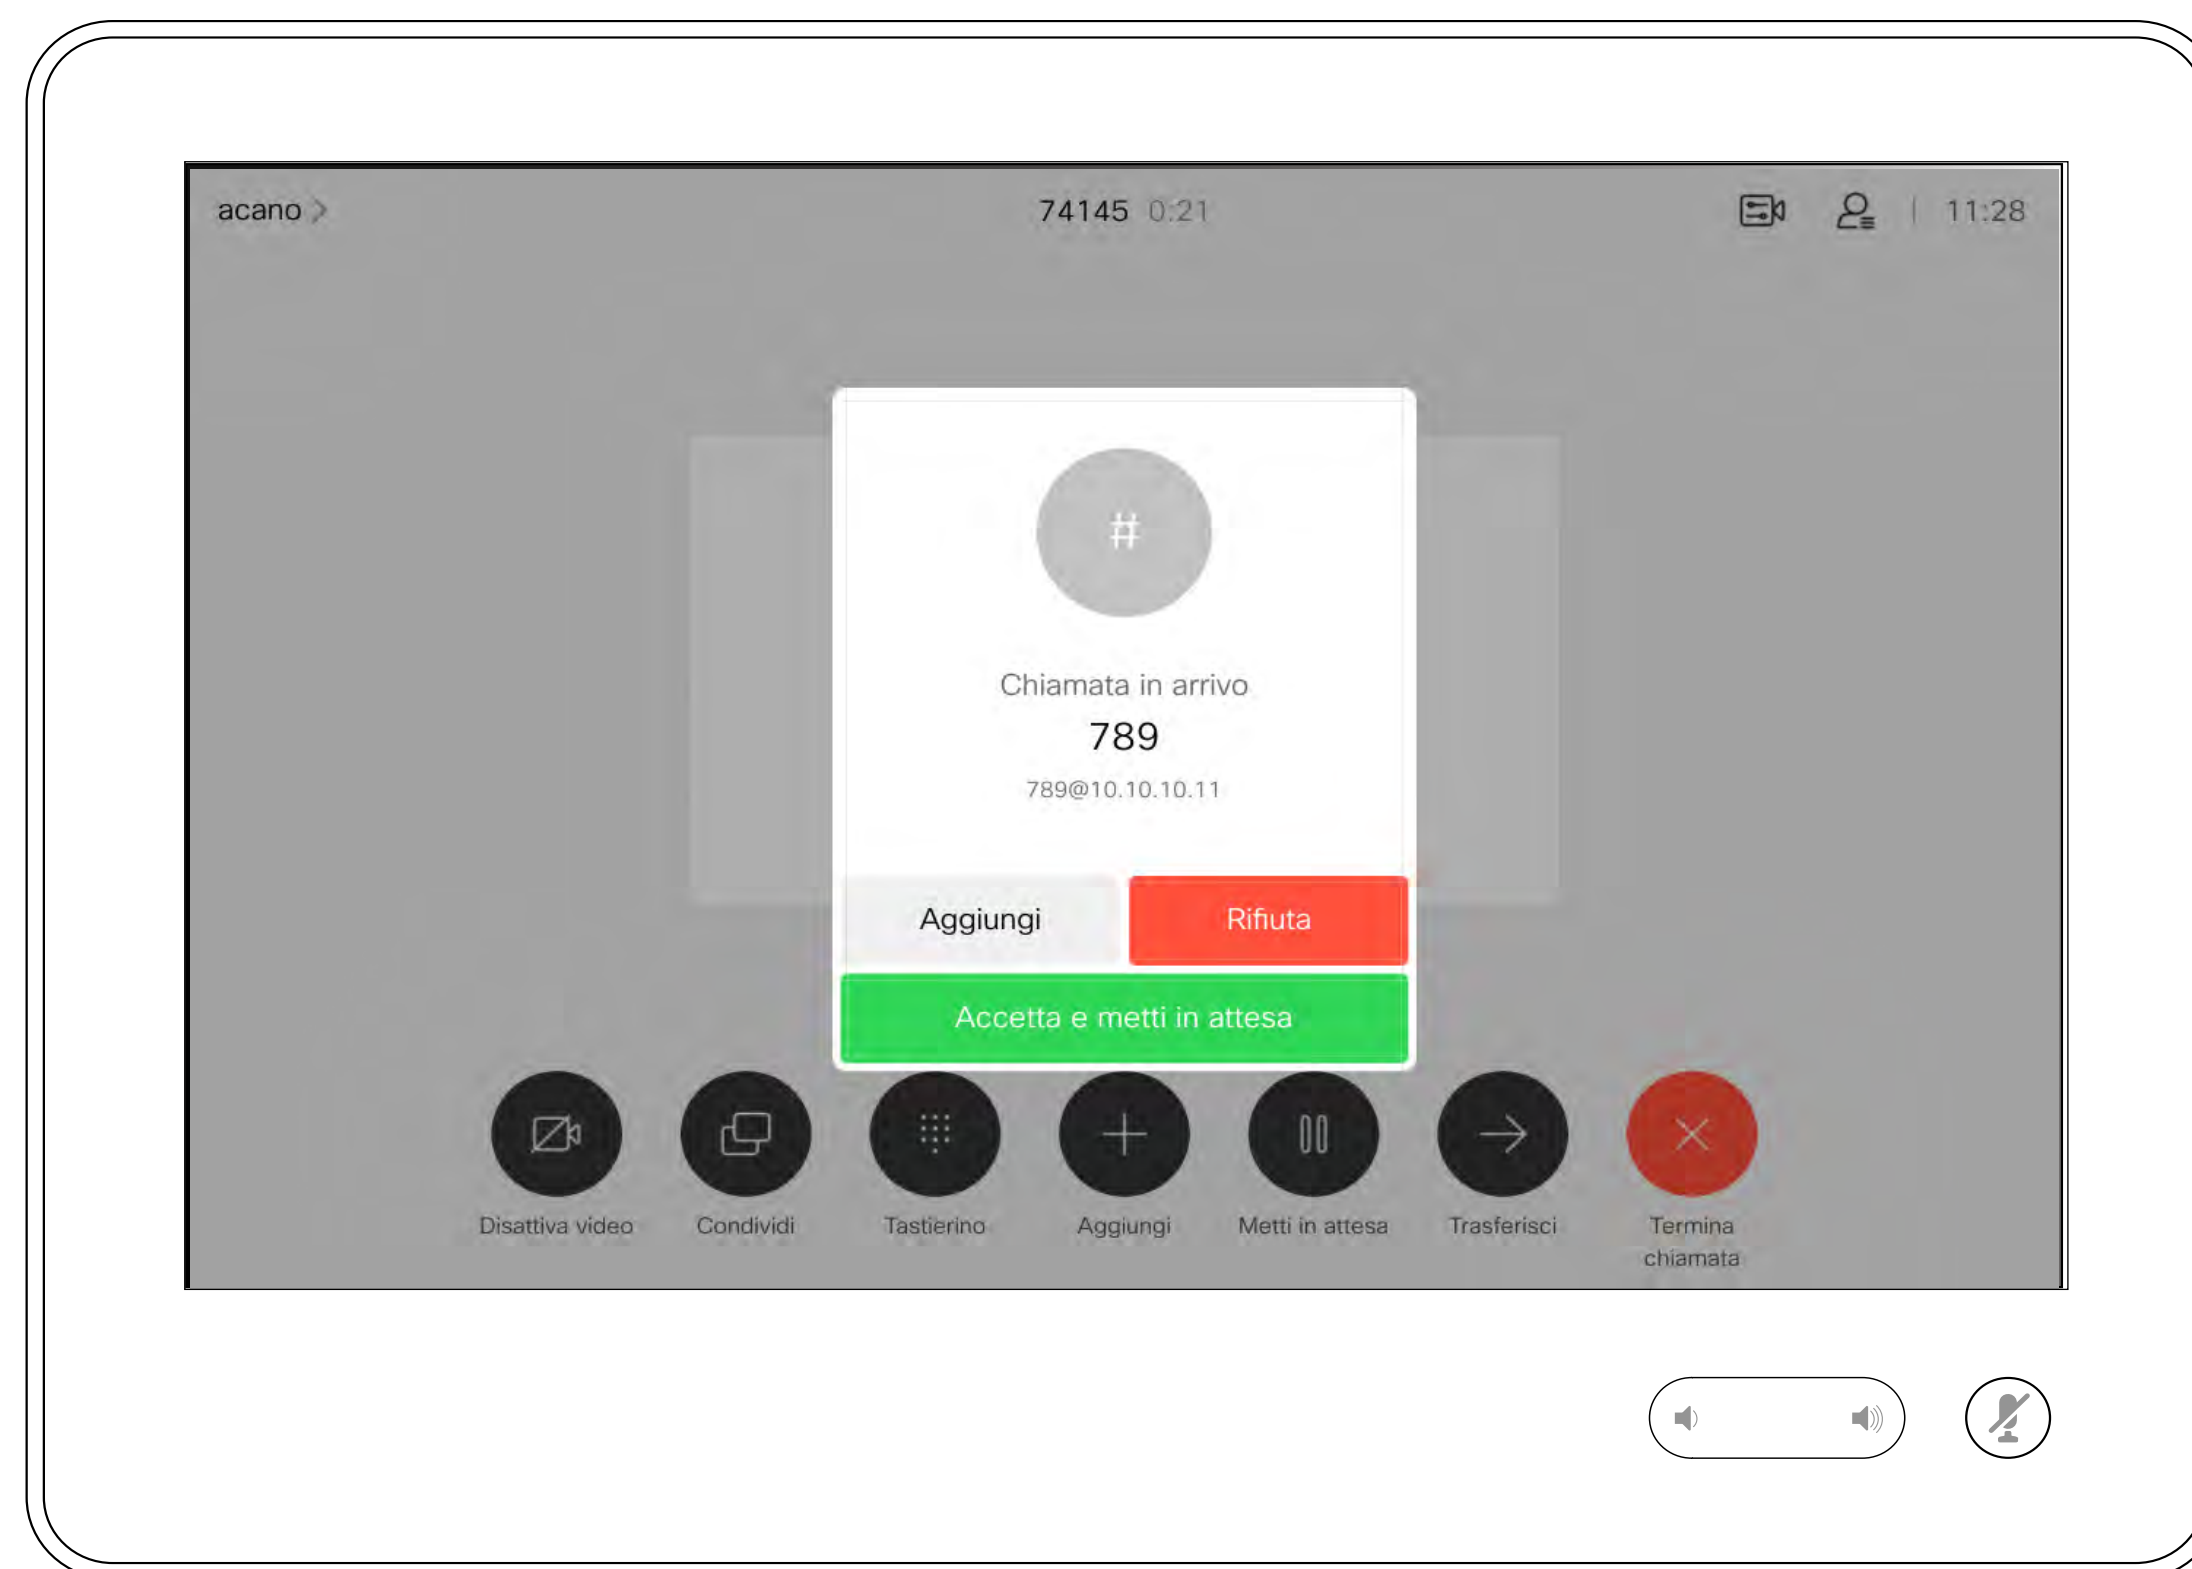 acano
74145 0:21
11:28
#
Chiamata in arrivo
789
789@10.10.10.11
Aggiungi
Rifiuta
Accetta e metti in attesa
Disattiva video
Condividi
Tastierino
Aggiungi
Metti in attesa
Trasferisci
Termina
chiamata